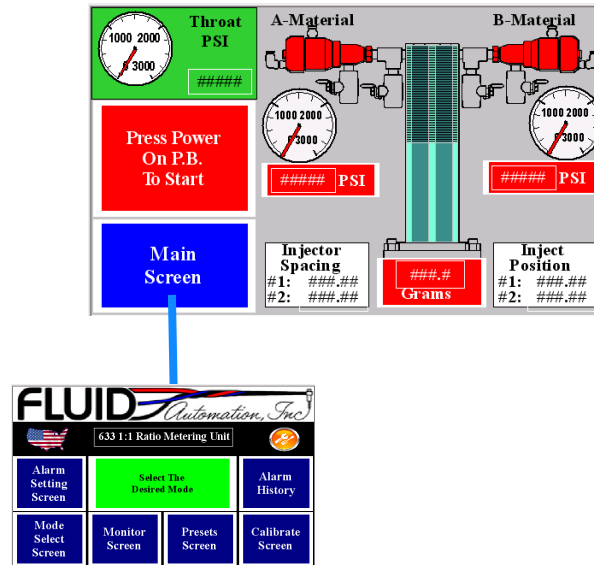 Throat
PSI
1000 2000
0 3000
#####
A-Material
B-Material
1000 2000
0 3000
##### PSI
1000 2000
0 3000
##### PSI
Press Power
On P.B.
To Start
Main
Screen
Injector
Spacing
#1: ###.##
#2: ###.##
###.#
Grams
Inject
Position
#1: ###.##
#2: ###.##
FLUID
Automation, Inc
633 1:1 Ratio Metering Unit
Alarm
Setting
Screen
Select The
Desired Mode
Alarm
History
Mode
Select
Screen
Monitor
Screen
Presets
Screen
Calibrate
Screen